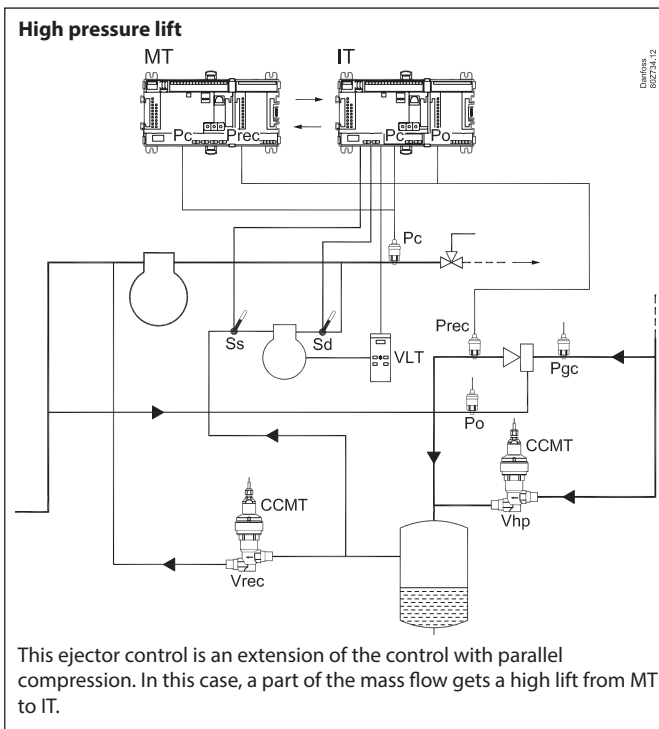 High pressure lift
MT
IT
Danfoss
80Z734.12
Pc Prec
Pc Po
Pc
Ss
Sd
VLT
Prec
Pgc
Po
CCMT
Vhp
CCMT
Vrec
This ejector control is an extension of the control with parallel
compression. In this case, a part of the mass flow gets a high lift from MT
to IT.